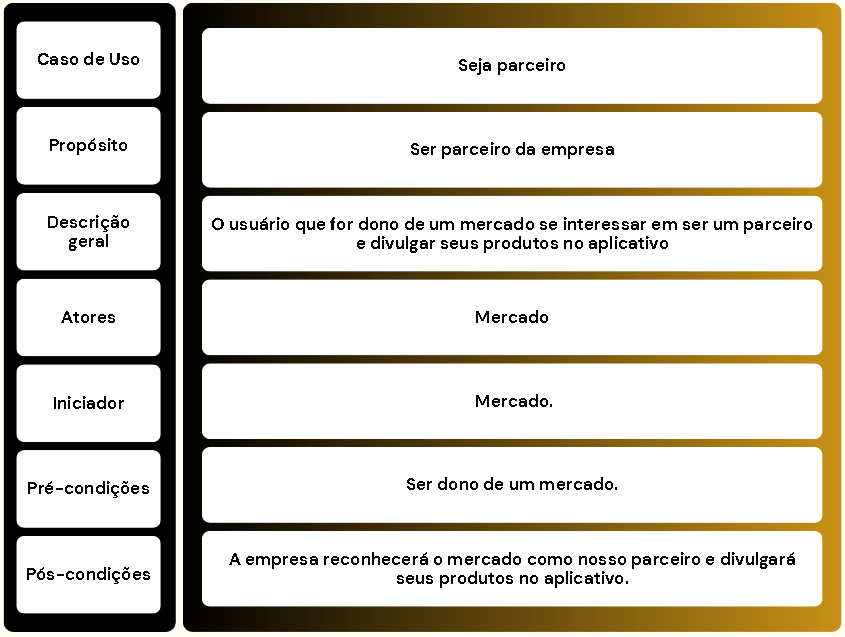 Caso de Uso
Seja parceiro
Propósito
Ser parceiro da empresa
Descrição
geral
O usuário que for dono de um mercado se interessar em ser um parceiro
e divulgar seus produtos no aplicativo
Atores
Mercado
Iniciador
Mercado.
Pré-condições
Ser dono de um mercado.
Pós-condições
A empresa reconhecerá o mercado como nosso parceiro e divulgará
seus produtos no aplicativo.